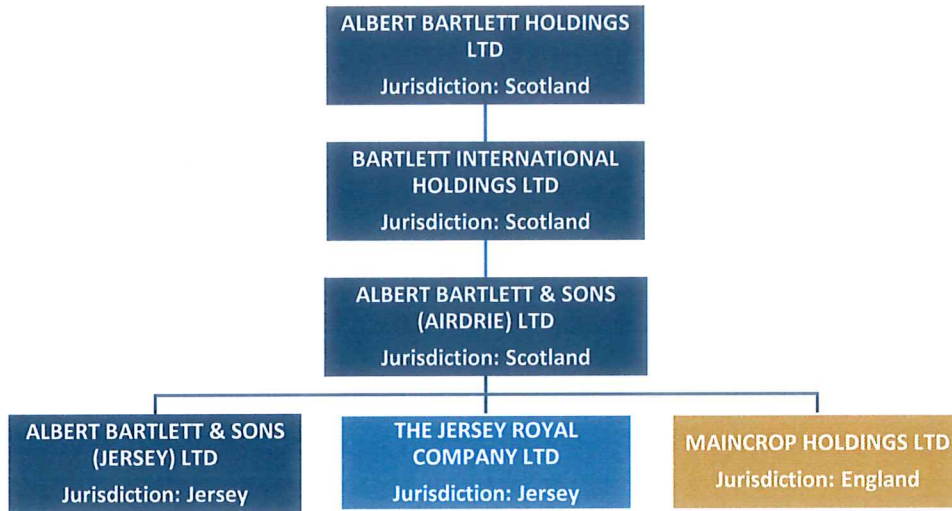 ALBERT BARTLETT HOLDINGS
LTD
Jurisdiction: Scotland
BARTLETT INTERNATIONAL
HOLDINGS LTD
Jurisdiction: Scotland
ALBERT BARTLETT & SONS
(AIRDRIE) LTD
Jurisdiction: Scotland
ALBERT BARTLETT & SONS
(JERSEY) LTD
Jurisdiction: Jersey
THE JERSEY ROYAL
COMPANY LTD
Jurisdiction: Jersey
MAINCROP HOLDINGS LTD
Jurisdiction: England